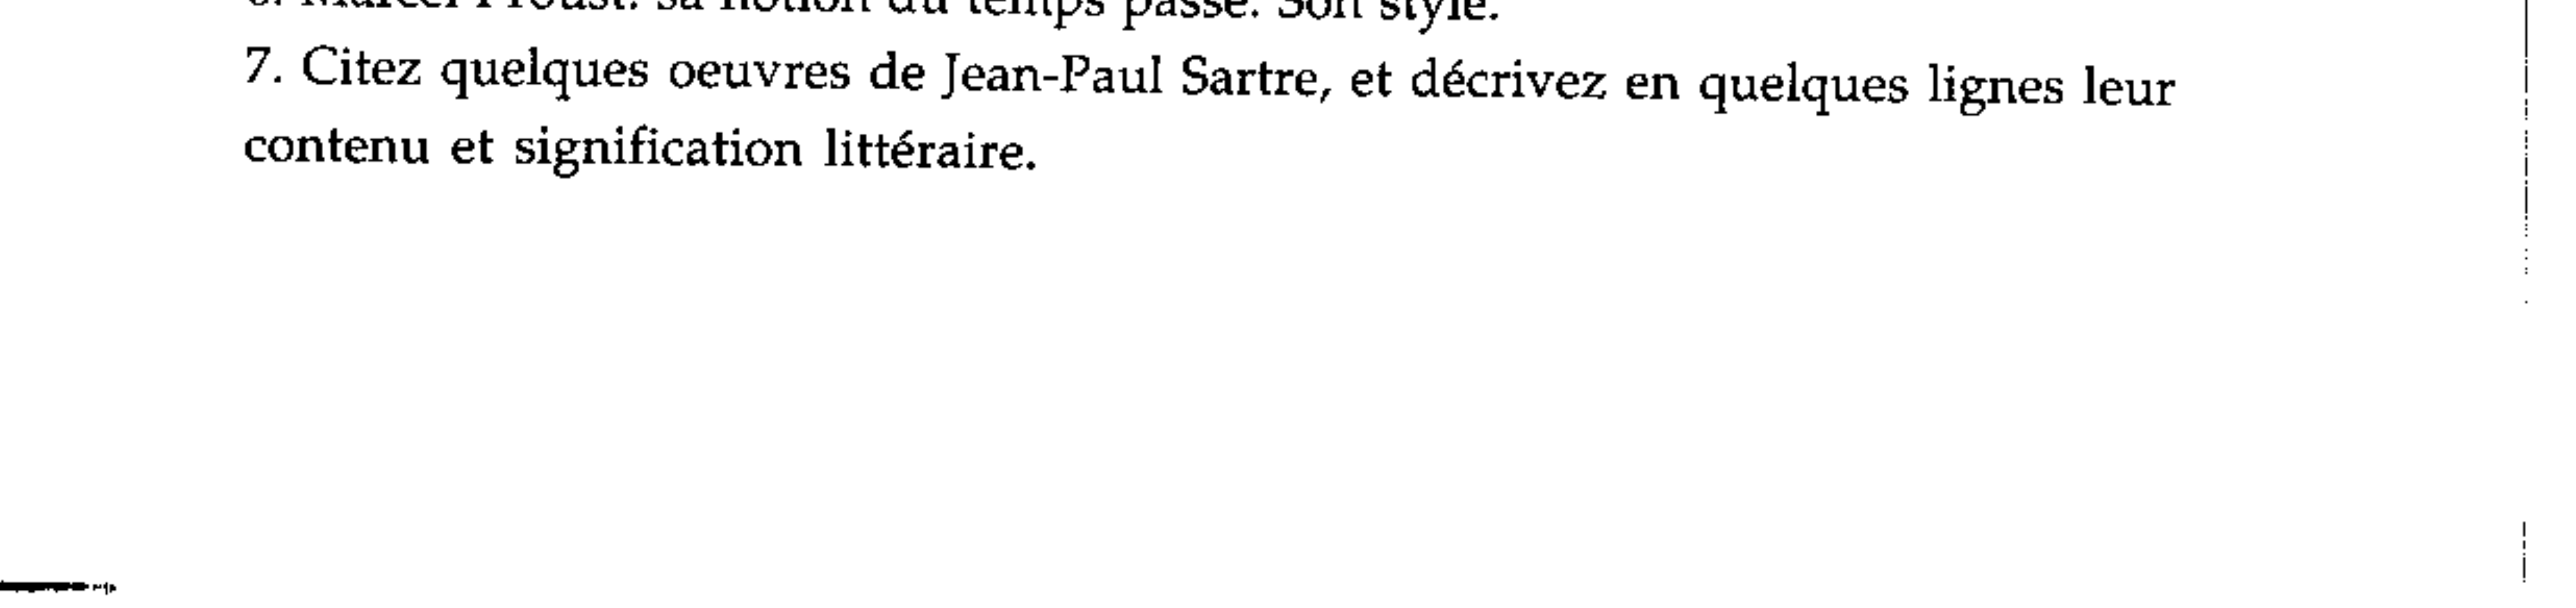 6. Marcel Proust: sa notion du temps passé. Son style.
7. Citez quelques oeuvres de Jean-Paul Sartre, et décrivez en quelques lignes leur
contenu et signification littéraire.